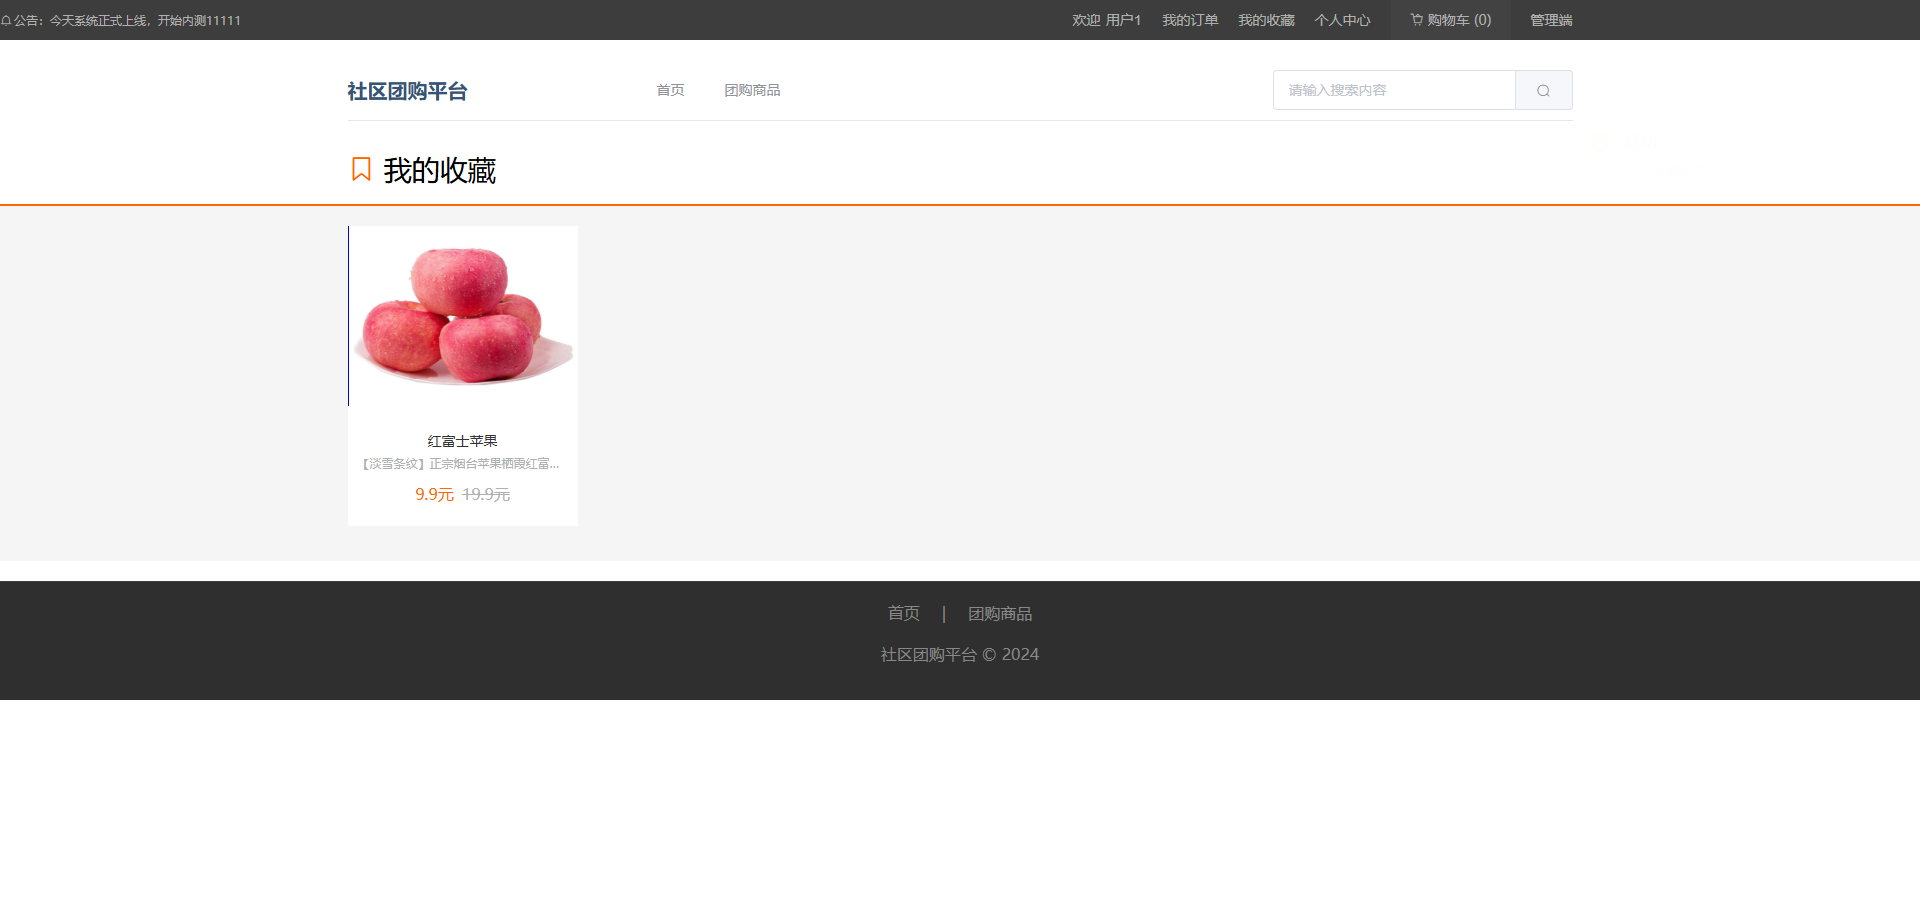 公告：今天系统正式上线，开始内测11111
欢迎 用户1 我的订单 我的收藏 个人中心 购物车 (0) 管理端
社区团购平台 首页 团购商品 请输入搜索内容
我的收藏
红富士苹果
【淡雪条纹】正宗烟台苹果栖霞红富...
9.9元 19.9元
首页 | 团购商品
社区团购平台 © 2024